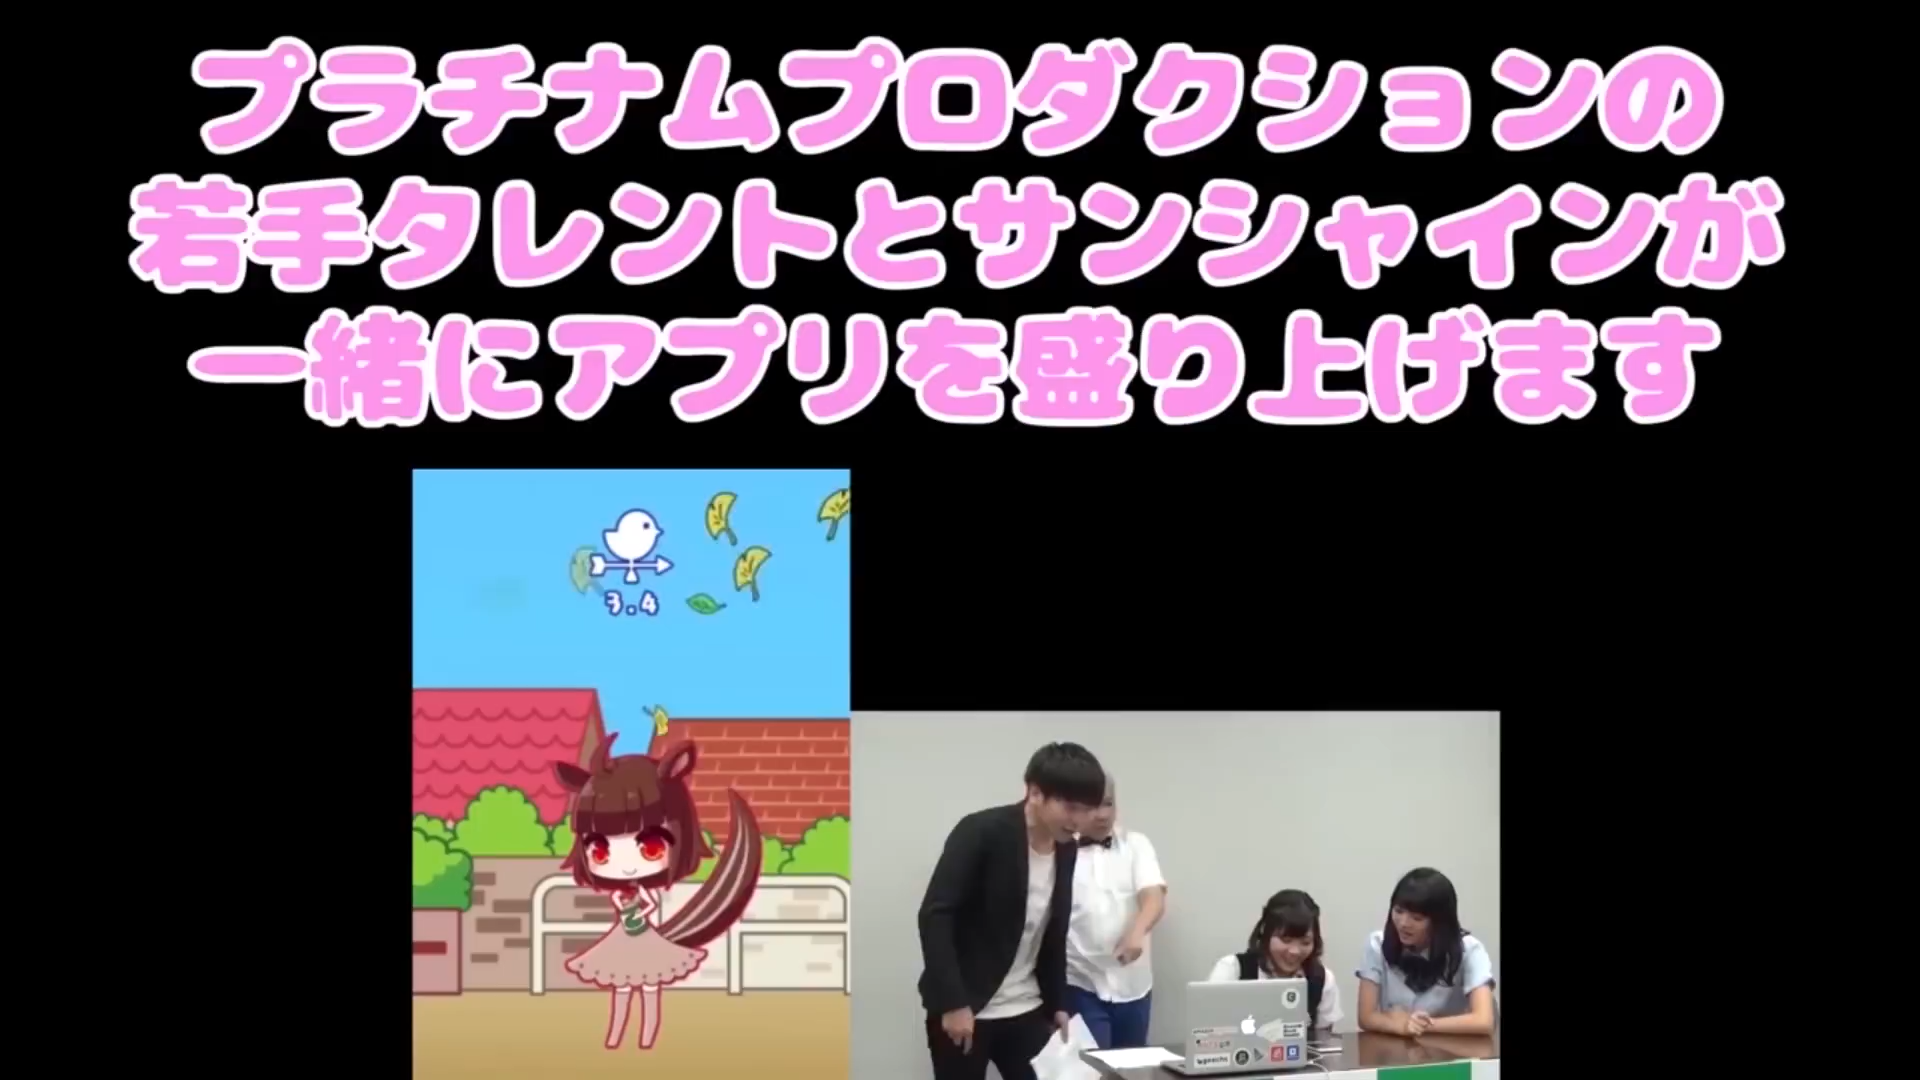 プラチナムプロダクションの
若手タレントとサンシャインが
一緒にアプリを盛り上げます
3.4